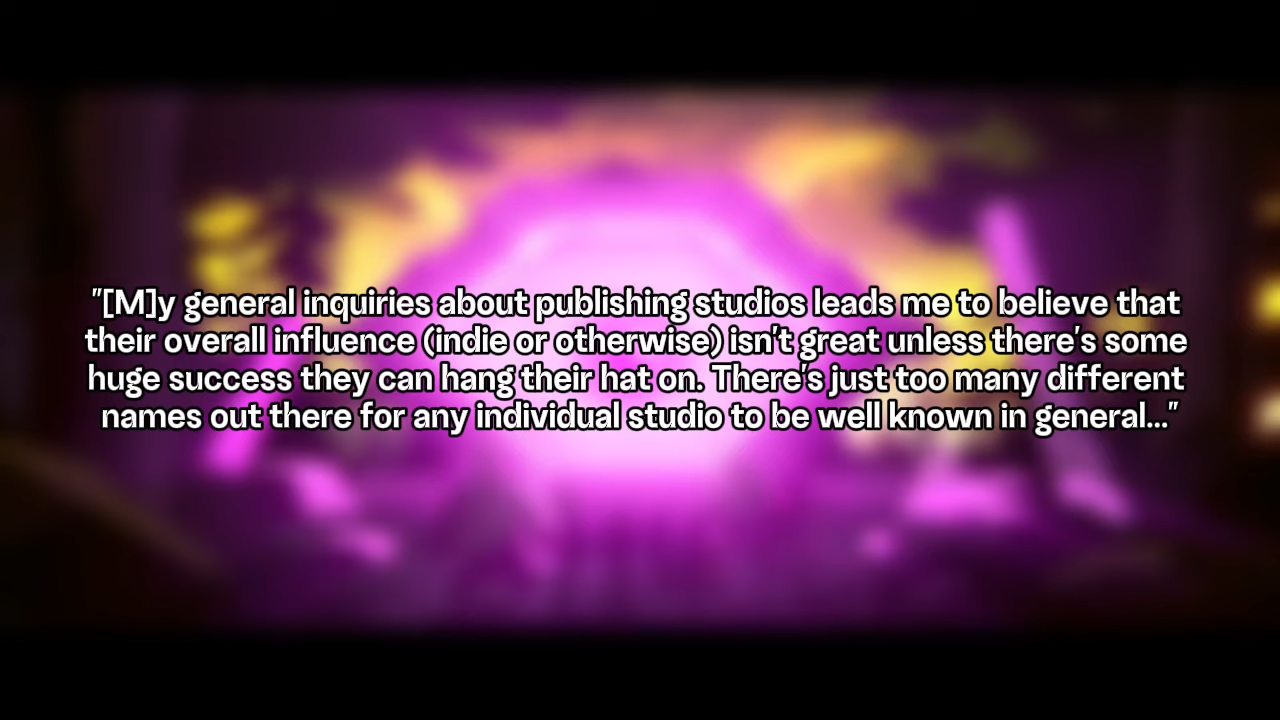 "[M]y general inquiries about publishing studios leads me to believe that
their overall influence (indie or otherwise) isn't great unless there's some
huge success they can hang their hat on. There's just too many different
names out there for any individual studio to be well known in general..."